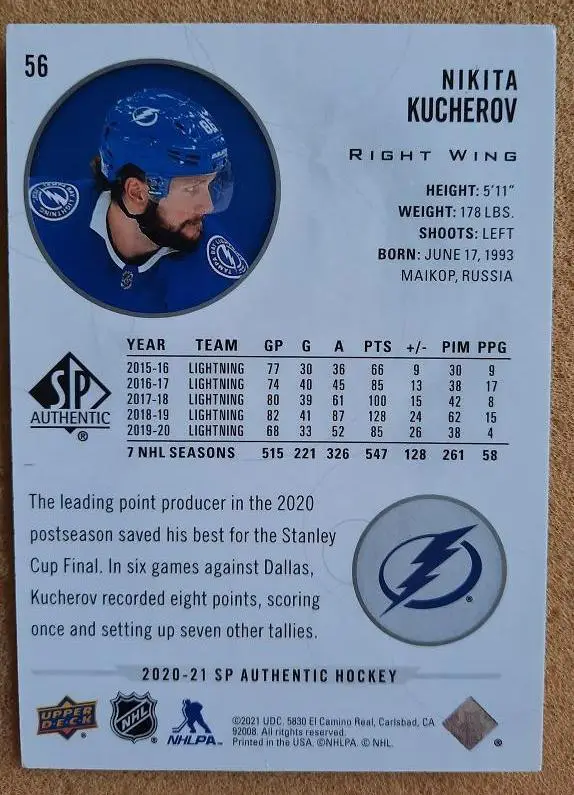 56
NIKITA
KUCHEROV
RIGHT WING
HEIGHT: 5'11"
WEIGHT: 178 LBS.
SHOOTS: LEFT
BORN: JUNE 17, 1993
MAIKOP, RUSSIA
TAMPA BAY LIGHTNING
YEAR TEAM GP G A PTS +/- PIM PPG
2015-16 LIGHTNING 77 30 36 66 9 30 9
2016-17 LIGHTNING 74 40 45 85 13 38 17
2017-18 LIGHTNING 80 39 61 100 15 42 8
2018-19 LIGHTNING 82 41 87 128 24 62 15
2019-20 LIGHTNING 68 33 52 85 26 38 4
7 NHL SEASONS 515 221 326 547 128 261 58
SP
AUTHENTIC
®
The leading point producer in the 2020
postseason saved his best for the Stanley
Cup Final. In six games against Dallas,
Kucherov recorded eight points, scoring
once and setting up seven other tallies.
®
2020-21 SP AUTHENTIC HOCKEY
UPPER
DECK
NHL
®
NHLPA™
©2021 UDC. 5830 El Camino Real, Carlsbad, CA
92008. All rights reserved.
Printed in the USA. ©NHLPA. © NHL.
®